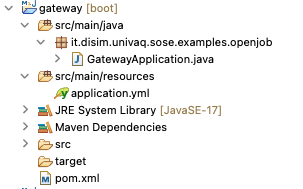 gateway [boot]
src/main/java
it.disim.univaq.sose.examples.openjob
GatewayApplication.java
src/main/resources
application.yml
JRE System Library [JavaSE-17]
Maven Dependencies
src
target
pom.xml